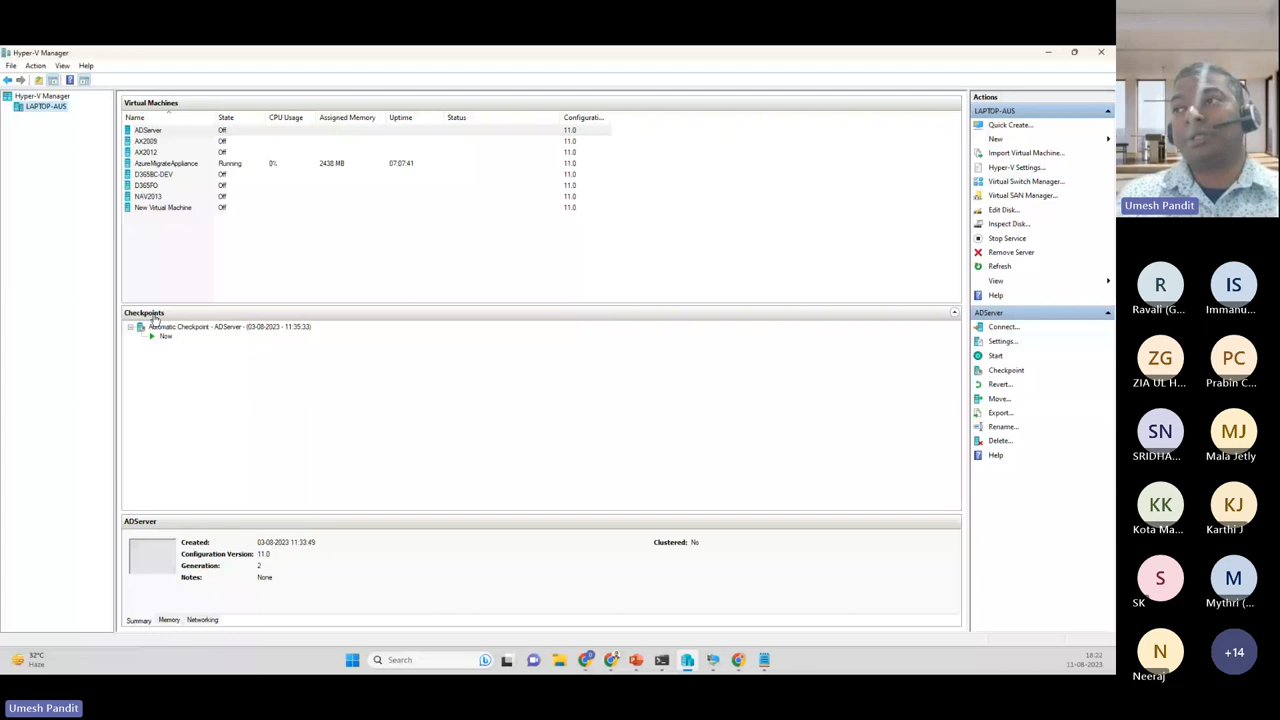 Hyper-V Manager
File Action View Help
Hyper-V Manager
LAPTOP-AUS
Virtual Machines
Name State CPU Usage Assigned Memory Uptime Status Configurati...
ADServer Off 11.0
AX2009 Off 11.0
AX2012 Off 11.0
AzureMigrateAppliance Running 0% 2438 MB 07:07:41 11.0
D365BC-DEV Off 11.0
D365FO Off 11.0
NAV2013 Off 11.0
New Virtual Machine Off 11.0
Checkpoints
Automatic Checkpoint - ADServer - (03-08-2023 - 11:35:33)
Now
ADServer
Created: 03-08-2023 11:33:49 Clustered: No
Configuration Version: 11.0
Generation: 2
Notes: None
Summary Memory Networking
Actions
LAPTOP-AUS
Quick Create...
New
Import Virtual Machine...
Hyper-V Settings...
Virtual Switch Manager...
Virtual SAN Manager...
Edit Disk...
Inspect Disk...
Stop Service
Remove Server
Refresh
View
Help
ADServer
Connect...
Settings...
Start
Checkpoint
Revert...
Move...
Export...
Rename...
Delete...
Help
32°C
Haze
Search
18:22
11-08-2023
Umesh Pandit
Umesh Pandit
R IS
Ravali (G... Immanu...
ZG PC
ZIA UL H... Prabin C...
SN MJ
SRIDHA... Mala Jetly
KK KJ
Kota Ma... Karthi J
S M
SK Mythri (...
N +14
Neeraj